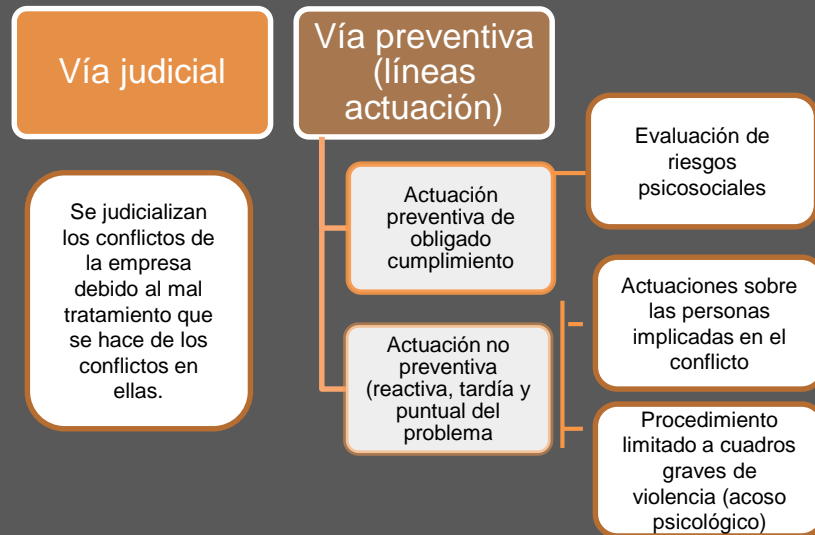 Vía judicial
Se judicializan
los conflictos de
la empresa
debido al mal
tratamiento que
se hace de los
conflictos en
ellas.
Vía preventiva
(líneas
actuación)
Actuación
preventiva de
obligado
cumplimiento
Evaluación de
riesgos
psicosociales
Actuación no
preventiva
(reactiva, tardía y
puntual del
problema
Actuaciones sobre
las personas
implicadas en el
conflicto
Procedimiento
limitado a cuadros
graves de
violencia (acoso
psicológico)